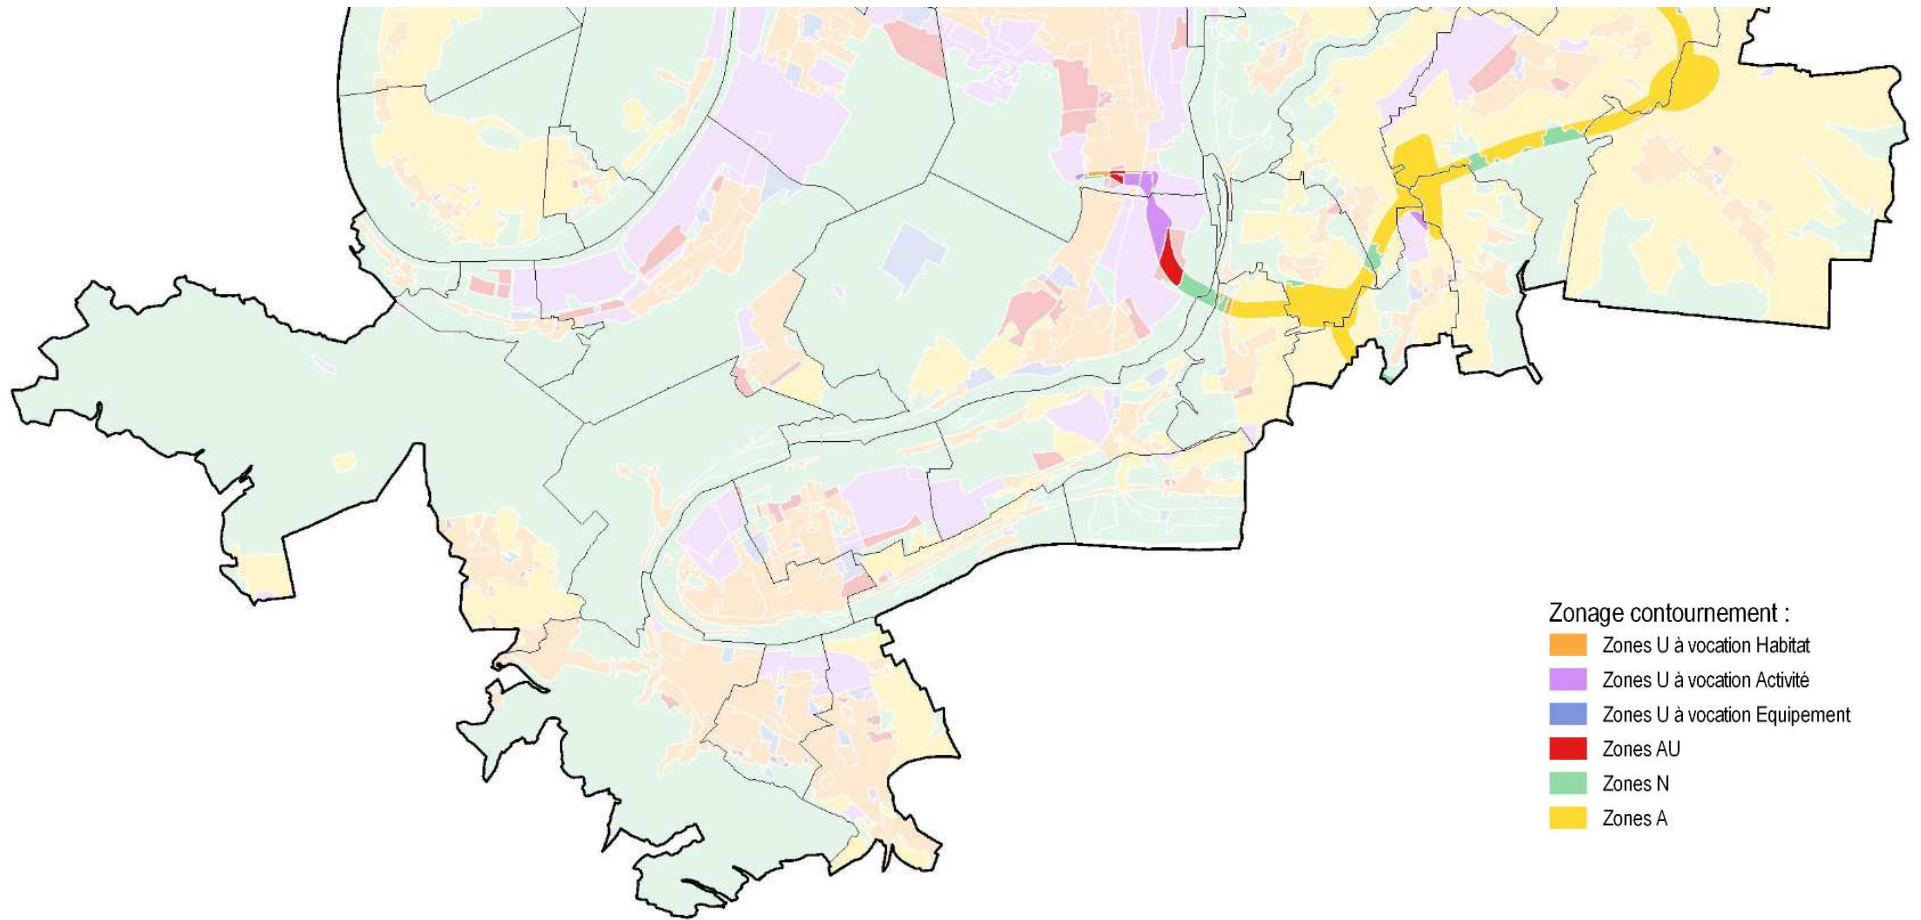 Zonage contournement :
Zones U à vocation Habitat
Zones U à vocation Activité
Zones U à vocation Equipement
Zones AU
Zones N
Zones A